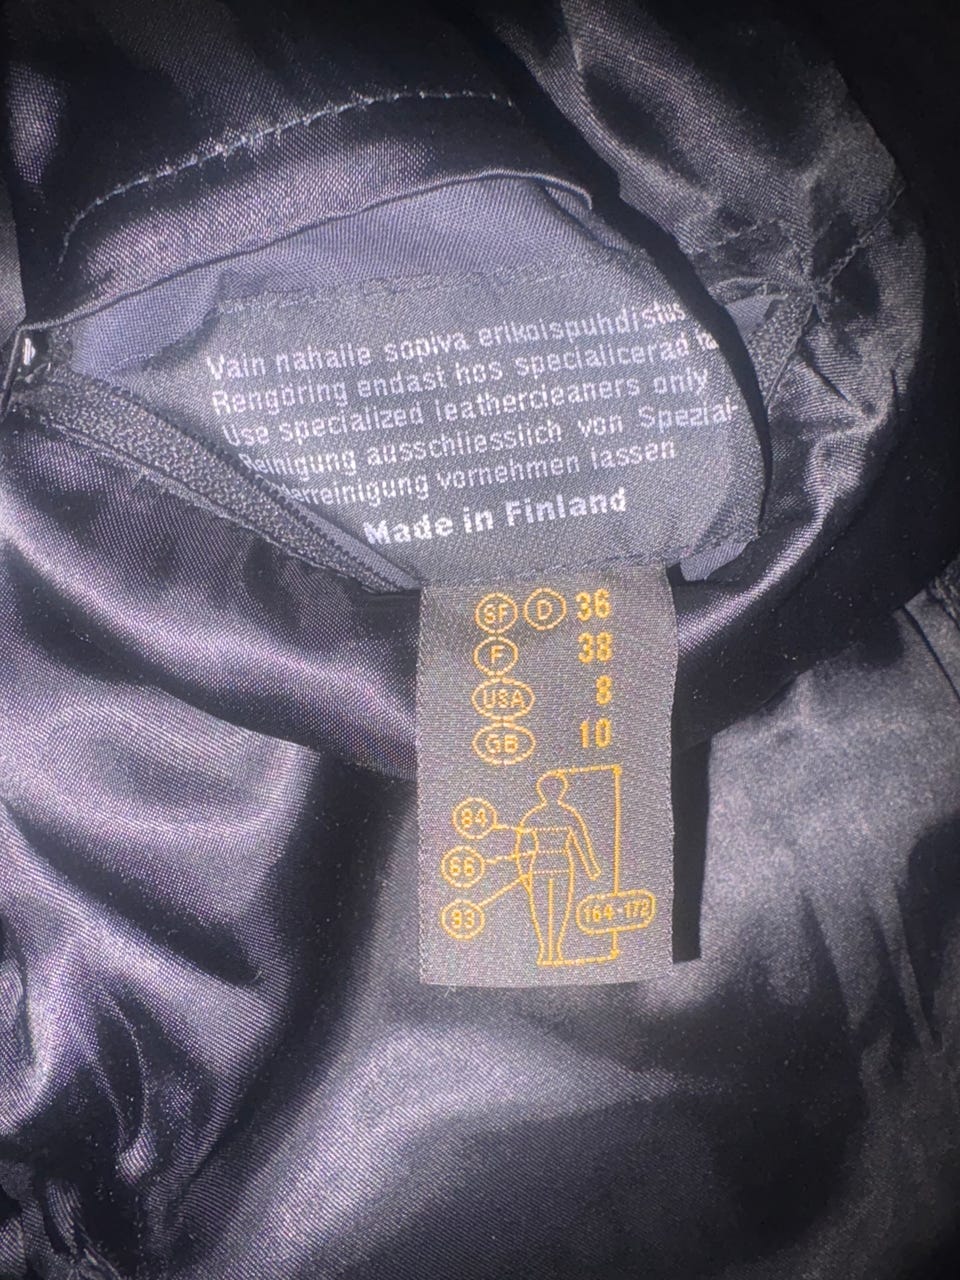 Vain nahalle sopiva erikoispuhdistus
Rengöring endast hos specialicerad
Use specialized leathercleaners only
Reinigung ausschliesslich von Spezial-
erreinigung vornehmen lassen
Made in Finland
SF D 36
F 38
USA 8
GB 10
84
66
93
164-172